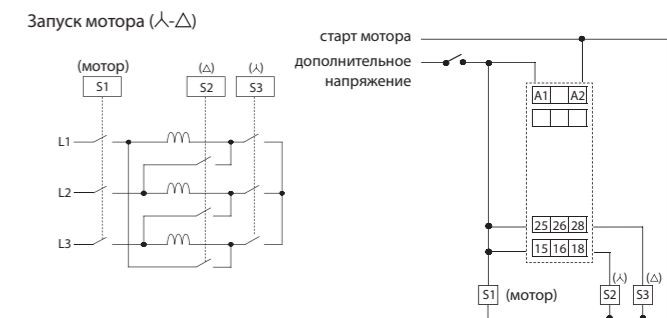 Запуск мотора (⅄-△)
(мотор) (△) (⅄)
S1 S2 S3
L1
L2
L3
старт мотора
дополнительное
напряжение
A1 A2
25 26 28
15 16 18
(⅄) (△)
S1 (мотор) S2 S3